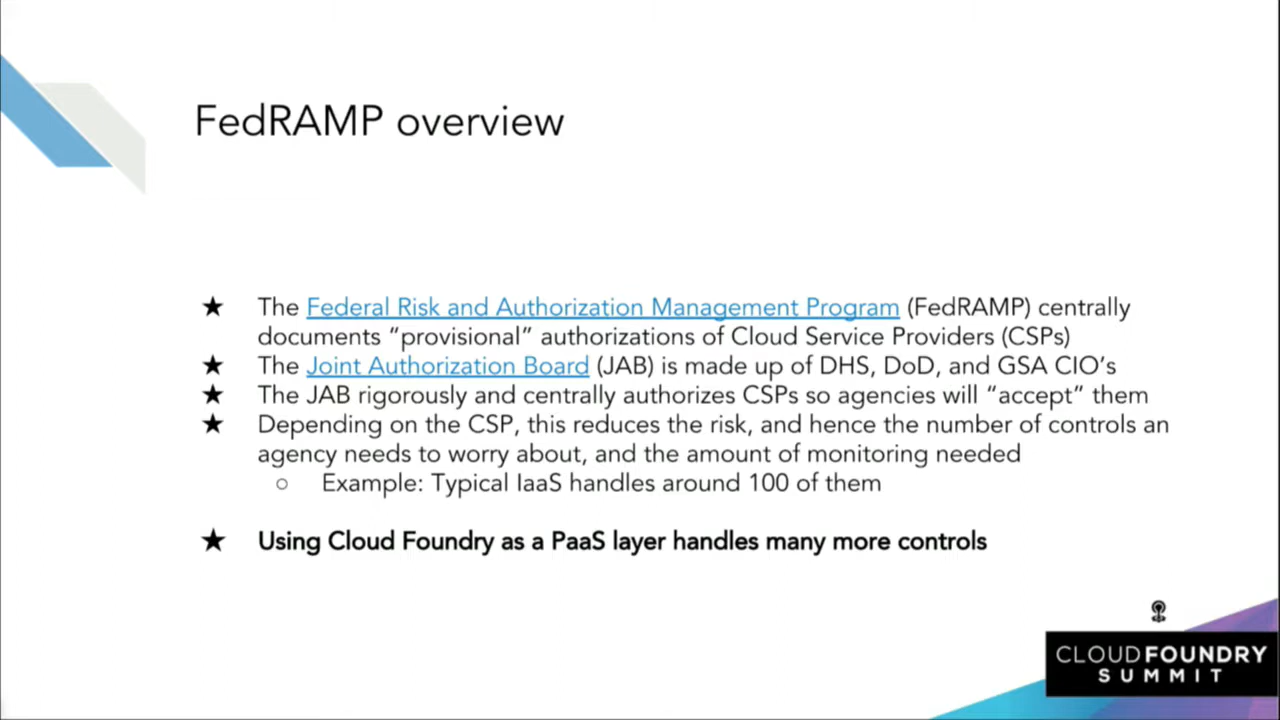 FedRAMP overview
★ The Federal Risk and Authorization Management Program (FedRAMP) centrally
documents “provisional” authorizations of Cloud Service Providers (CSPs)
★ The Joint Authorization Board (JAB) is made up of DHS, DoD, and GSA CIO’s
★ The JAB rigorously and centrally authorizes CSPs so agencies will “accept” them
★ Depending on the CSP, this reduces the risk, and hence the number of controls an
agency needs to worry about, and the amount of monitoring needed
○ Example: Typical IaaS handles around 100 of them
★ Using Cloud Foundry as a PaaS layer handles many more controls
CLOUDFOUNDRY
SUMMIT